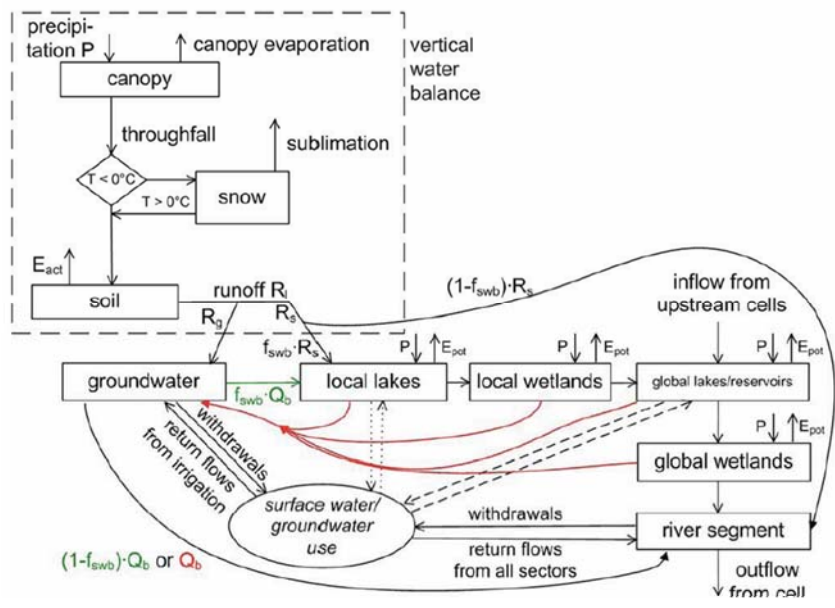 precipi-
tation P
canopy evaporation
vertical
water
balance
canopy
throughfall
sublimation
T < 0°C
T > 0°C
snow
E_act
soil
runoff R_l
R_g
R_s
(1-f_swb)·R_s
inflow from
upstream cells
f_swb·R_s
P
E_pot
P
E_pot
P
E_pot
groundwater
f_swb·Q_b
local lakes
local wetlands
global lakes/reservoirs
P
E_pot
global wetlands
withdrawals
return flows
from irrigation
surface water/
groundwater
use
withdrawals
return flows
from all sectors
river segment
(1-f_swb)·Q_b or Q_b
outflow
from cell